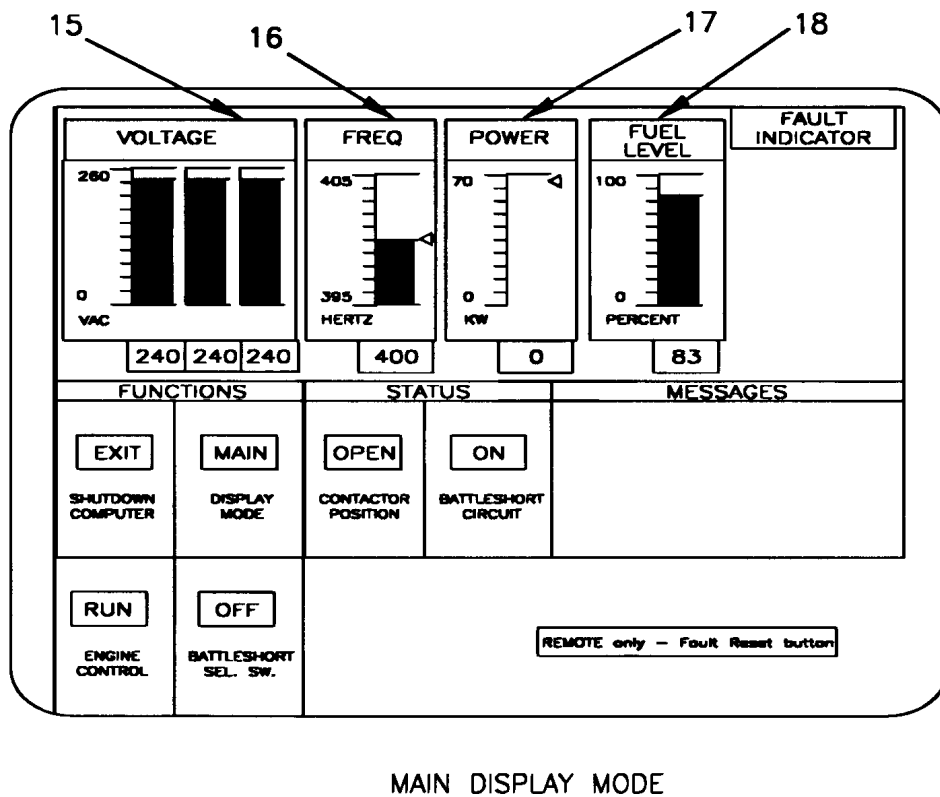 15
16
17
18
VOLTAGE
FREQ
POWER
FUEL
LEVEL
FAULT
INDICATOR
260
0
VAC
405
395
HERTZ
70
0
KW
100
0
PERCENT
240 240 240
400
0
83
FUNCTIONS
STATUS
MESSAGES
EXIT
SHUTDOWN
COMPUTER
MAIN
DISPLAY
MODE
OPEN
CONTACTOR
POSITION
ON
BATTLESHORT
CIRCUIT
RUN
ENGINE
CONTROL
OFF
BATTLESHORT
SEL. SW.
REMOTE only – Fault Reset button
MAIN DISPLAY MODE